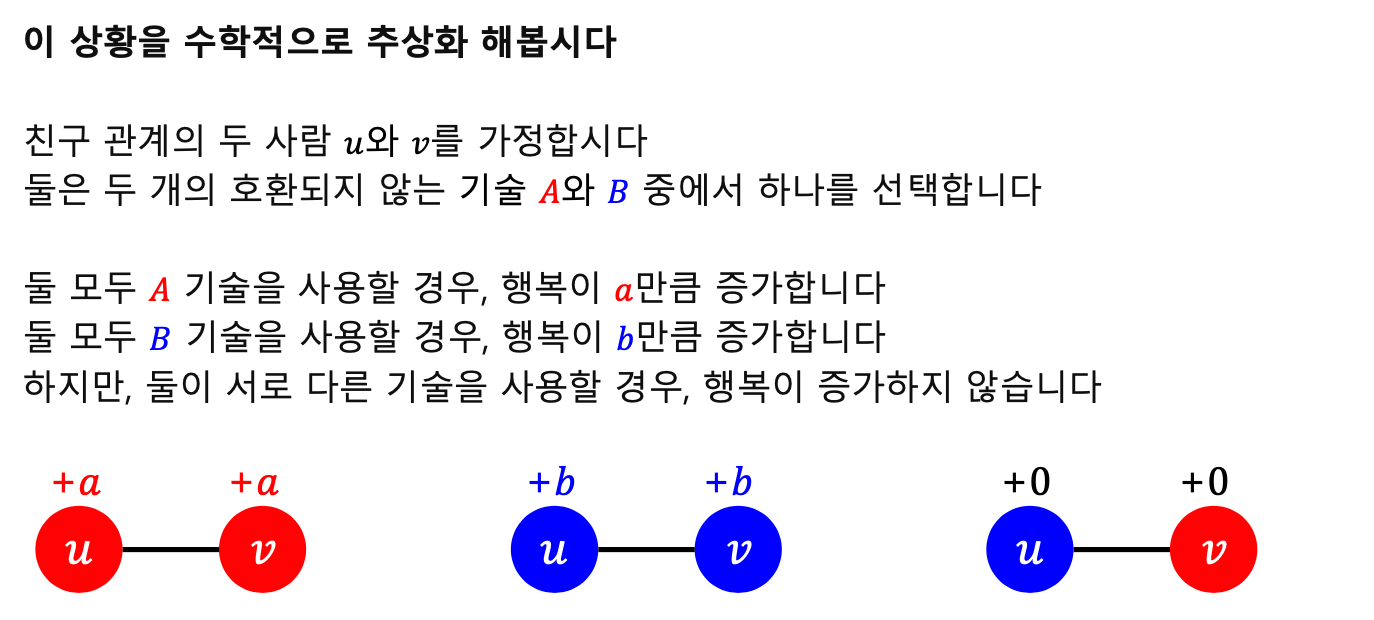 이 상황을 수학적으로 추상화 해봅시다
친구 관계의 두 사람 u와 v를 가정합시다
둘은 두 개의 호환되지 않는 기술 A와 B 중에서 하나를 선택합니다
둘 모두 A 기술을 사용할 경우, 행복이 a만큼 증가합니다
둘 모두 B 기술을 사용할 경우, 행복이 b만큼 증가합니다
하지만, 둘이 서로 다른 기술을 사용할 경우, 행복이 증가하지 않습니다
+a +a +b +b +0 +0
u v u v u v